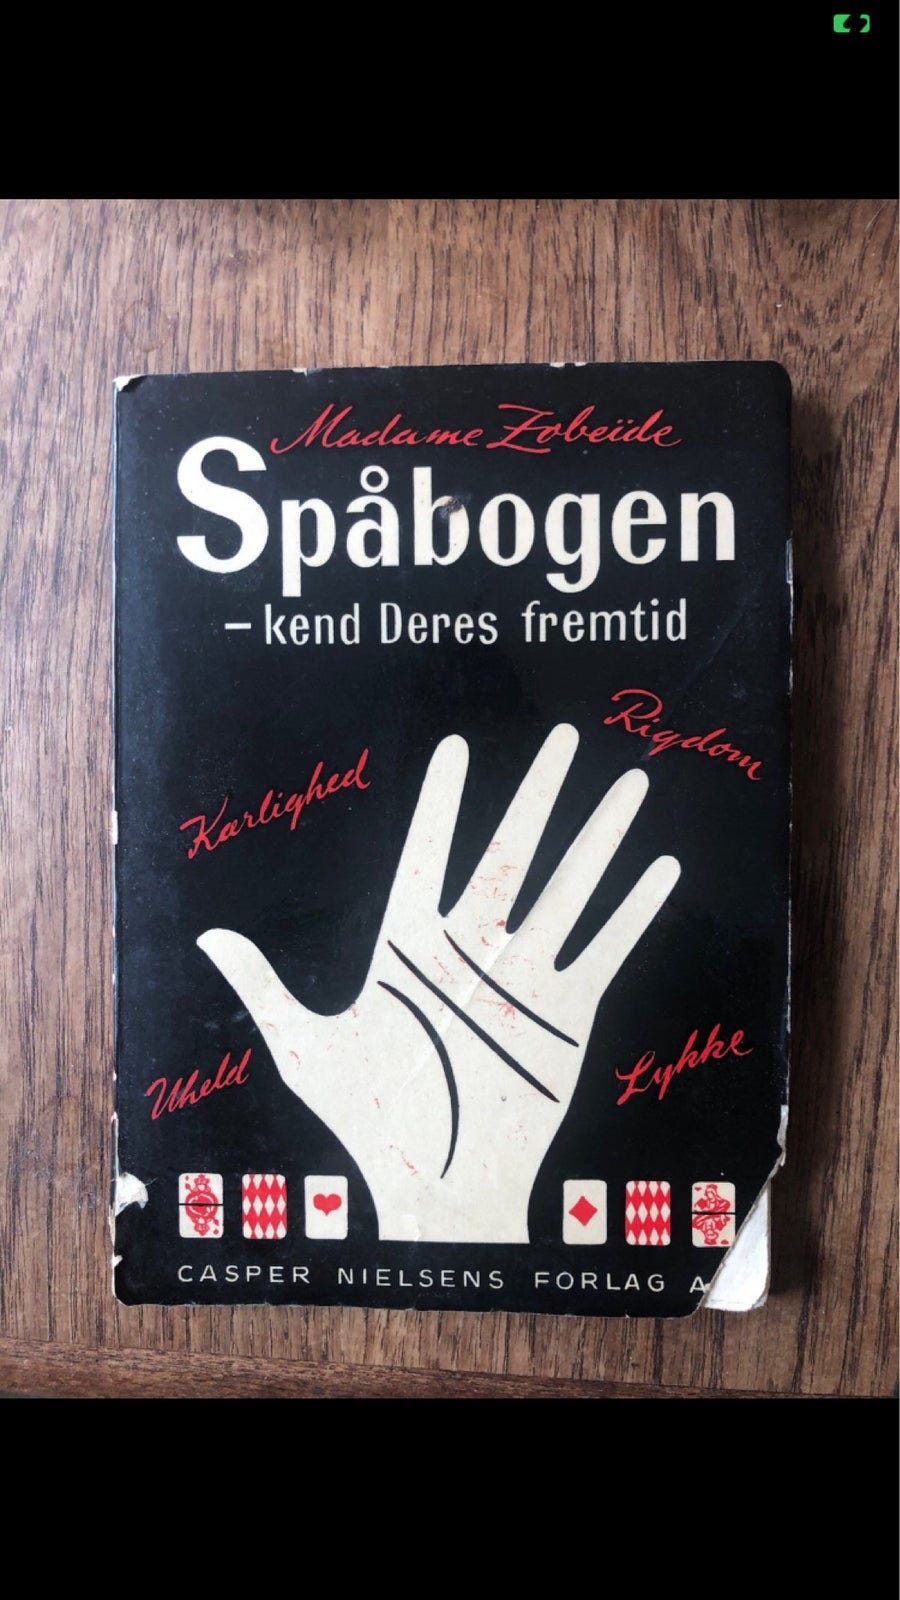 Madame Zobeïde
Spåbogen
– kend Deres fremtid
Rigdom
Kærlighed
Uheld
Lykke
CASPER NIELSENS FORLAG